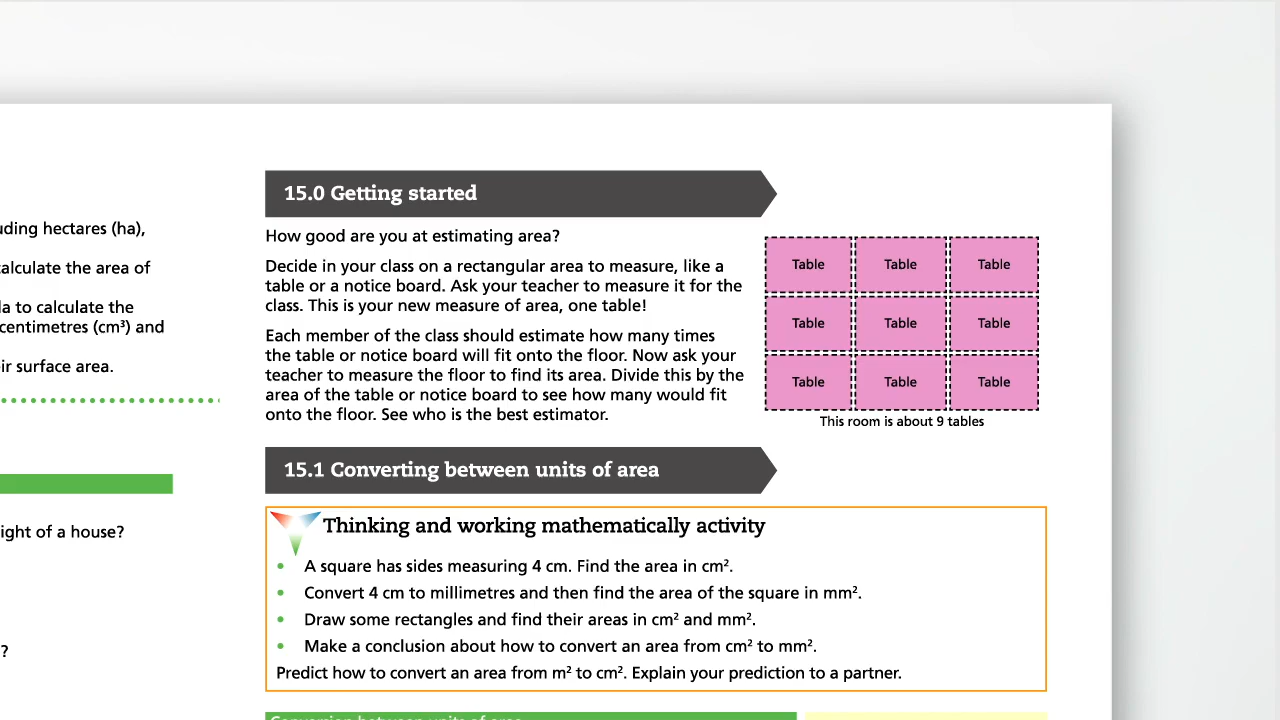 uding hectares (ha),
calculate the area of
la to calculate the
centimetres (cm³) and
ir surface area.
ight of a house?
?
15.0 Getting started
How good are you at estimating area?
Decide in your class on a rectangular area to measure, like a
table or a notice board. Ask your teacher to measure it for the
class. This is your new measure of area, one table!
Each member of the class should estimate how many times
the table or notice board will fit onto the floor. Now ask your
teacher to measure the floor to find its area. Divide this by the
area of the table or notice board to see how many would fit
onto the floor. See who is the best estimator.
Table Table Table
Table Table Table
Table Table Table
This room is about 9 tables
15.1 Converting between units of area
Thinking and working mathematically activity
• A square has sides measuring 4 cm. Find the area in cm².
• Convert 4 cm to millimetres and then find the area of the square in mm².
• Draw some rectangles and find their areas in cm² and mm².
• Make a conclusion about how to convert an area from cm² to mm².
Predict how to convert an area from m² to cm². Explain your prediction to a partner.
Conversion between units of area